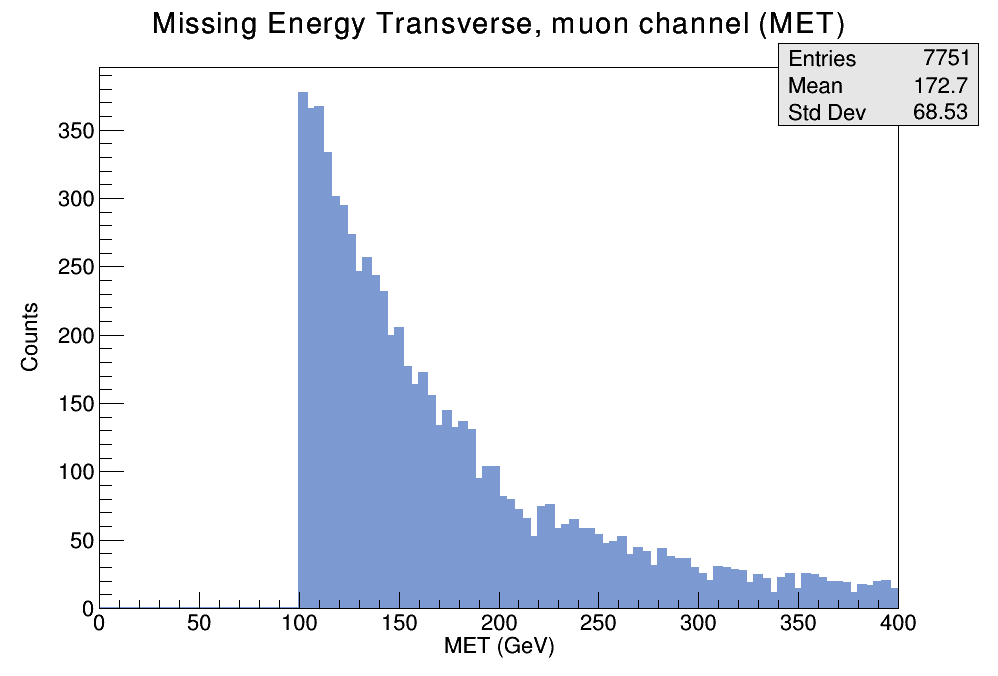 Missing Energy Transverse, muon channel (MET)
Entries 7751
Mean 172.7
Std Dev 68.53
350
300
250
200
150
100
50
0
Counts
0 50 100 150 200 250 300 350 400
MET (GeV)